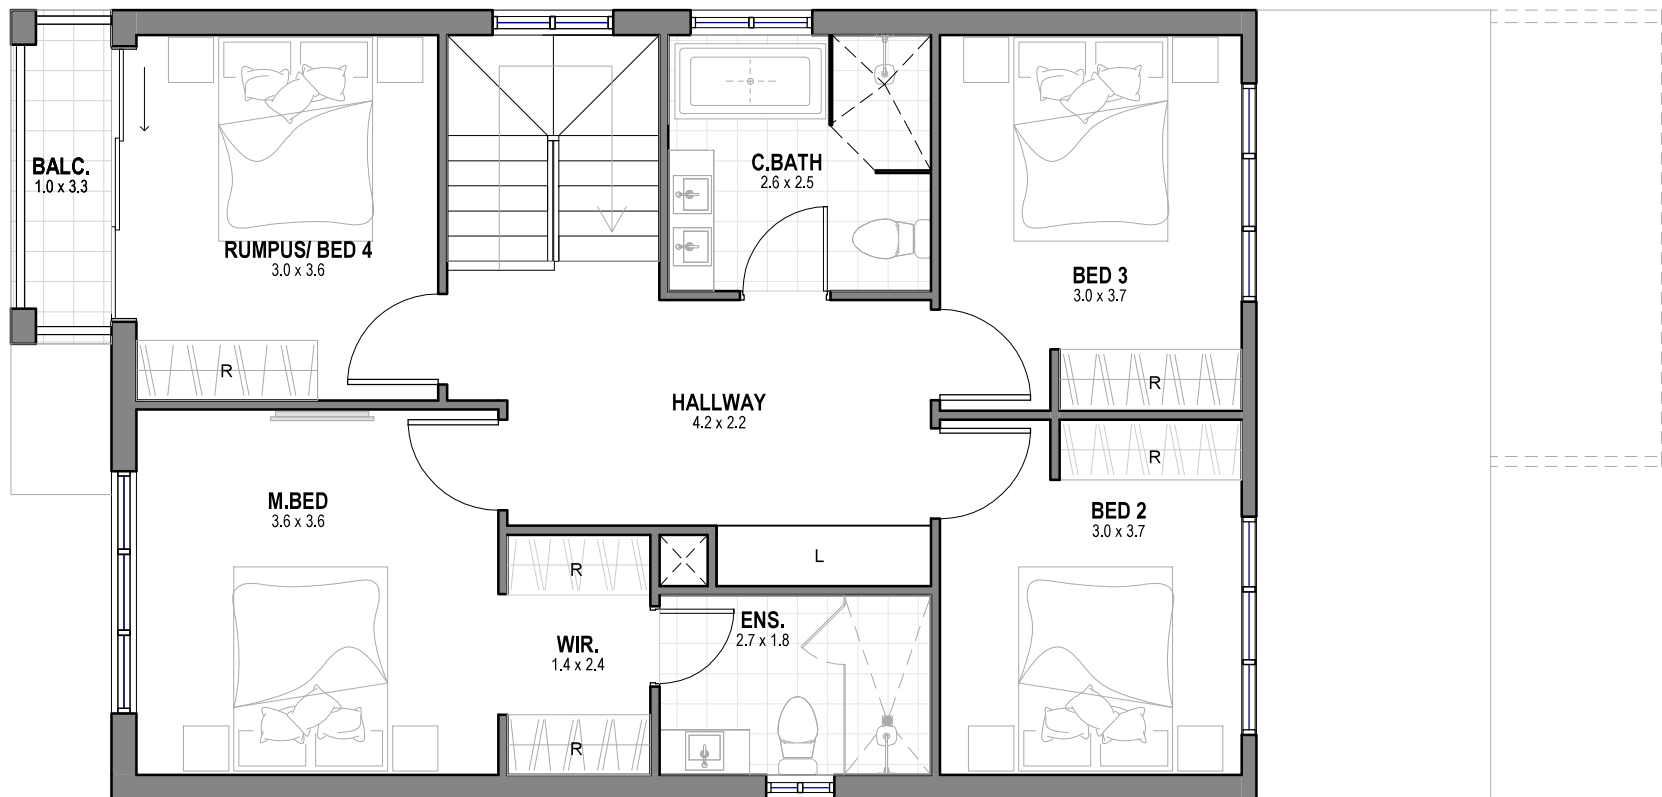 BALC.
1.0 x 3.3
RUMPUS/ BED 4
3.0 x 3.6
R
C.BATH
2.6 x 2.5
BED 3
3.0 x 3.7
R
HALLWAY
4.2 x 2.2
R
M.BED
3.6 x 3.6
BED 2
3.0 x 3.7
L
R
WIR.
1.4 x 2.4
R
ENS.
2.7 x 1.8